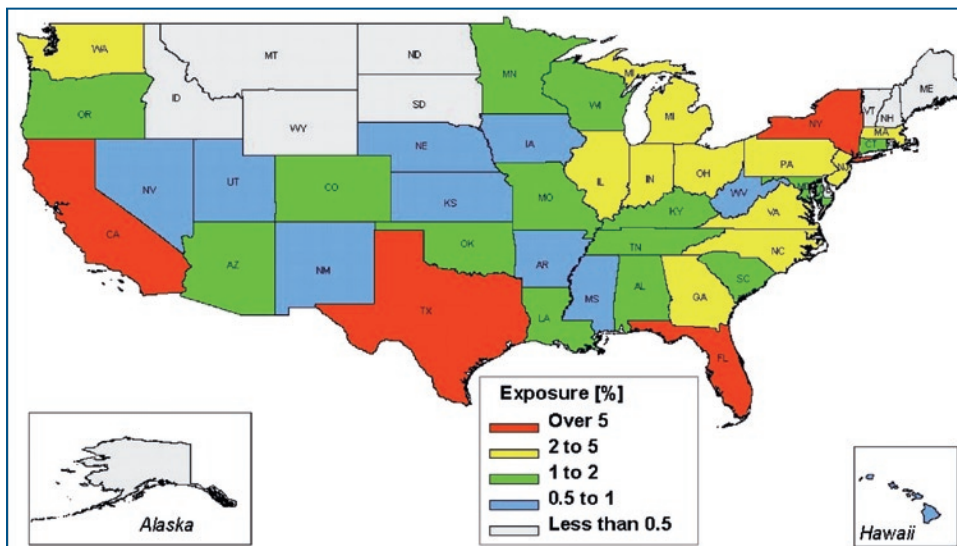 WA
MT
ND
MN
ME
VT
NH
OR
ID
SD
WI
MI
MI
NY
MA
CT
WY
IA
NE
PA
NV
UT
CO
IL
IN
OH
WV
VA
KS
MO
KY
CA
NC
TN
AZ
NM
OK
AR
SC
MS
AL
GA
TX
LA
FL
Exposure [%]
Over 5
2 to 5
1 to 2
0.5 to 1
Less than 0.5
Alaska
Hawaii